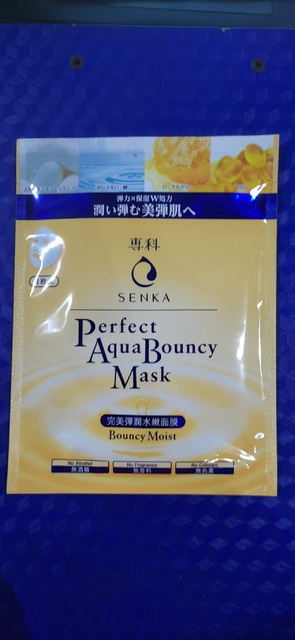 弾力×保湿W処方
潤い弾む美弾肌へ
専科
SENKA
Perfect
AquaBouncy
Mask
完美彈潤水嫩面膜
Bouncy Moist
No Alcohol
No Fragrance
No Colorant
無酒精
無香料
無色素